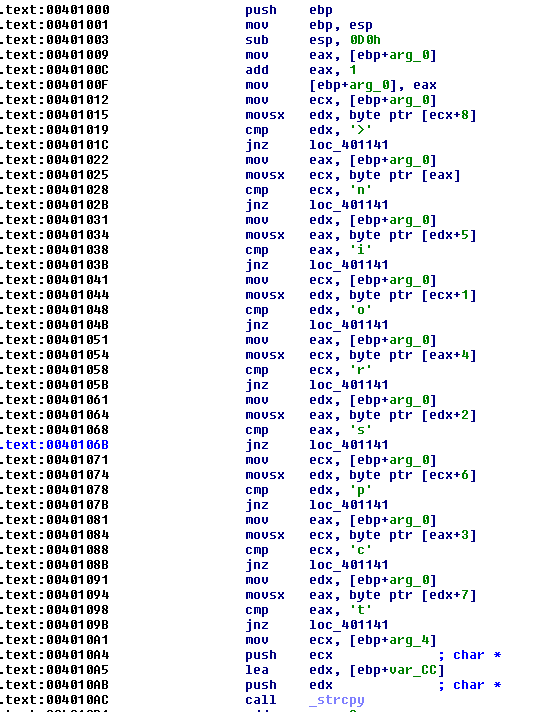 .text:00401000 push ebp
.text:00401001 mov ebp, esp
.text:00401003 sub esp, 0D0h
.text:00401009 mov eax, [ebp+arg_0]
.text:0040100C add eax, 1
.text:0040100F mov [ebp+arg_0], eax
.text:00401012 mov ecx, [ebp+arg_0]
.text:00401015 movsx edx, byte ptr [ecx+8]
.text:00401019 cmp edx, '>'
.text:0040101C jnz loc_401141
.text:00401022 mov eax, [ebp+arg_0]
.text:00401025 movsx ecx, byte ptr [eax]
.text:00401028 cmp ecx, 'n'
.text:0040102B jnz loc_401141
.text:00401031 mov edx, [ebp+arg_0]
.text:00401034 movsx eax, byte ptr [edx+5]
.text:00401038 cmp eax, 'i'
.text:0040103B jnz loc_401141
.text:00401041 mov ecx, [ebp+arg_0]
.text:00401044 movsx edx, byte ptr [ecx+1]
.text:00401048 cmp edx, 'o'
.text:0040104B jnz loc_401141
.text:00401051 mov eax, [ebp+arg_0]
.text:00401054 movsx ecx, byte ptr [eax+4]
.text:00401058 cmp ecx, 'r'
.text:0040105B jnz loc_401141
.text:00401061 mov edx, [ebp+arg_0]
.text:00401064 movsx eax, byte ptr [edx+2]
.text:00401068 cmp eax, 's'
.text:0040106B jnz loc_401141
.text:00401071 mov ecx, [ebp+arg_0]
.text:00401074 movsx edx, byte ptr [ecx+6]
.text:00401078 cmp edx, 'p'
.text:0040107B jnz loc_401141
.text:00401081 mov eax, [ebp+arg_0]
.text:00401084 movsx ecx, byte ptr [eax+3]
.text:00401088 cmp ecx, 'c'
.text:0040108B jnz loc_401141
.text:00401091 mov edx, [ebp+arg_0]
.text:00401094 movsx eax, byte ptr [edx+7]
.text:00401098 cmp eax, 't'
.text:0040109B jnz loc_401141
.text:004010A1 mov ecx, [ebp+arg_4]
.text:004010A4 push ecx ; char *
.text:004010A5 lea edx, [ebp+var_CC]
.text:004010AB push edx ; char *
.text:004010AC call _strcpy